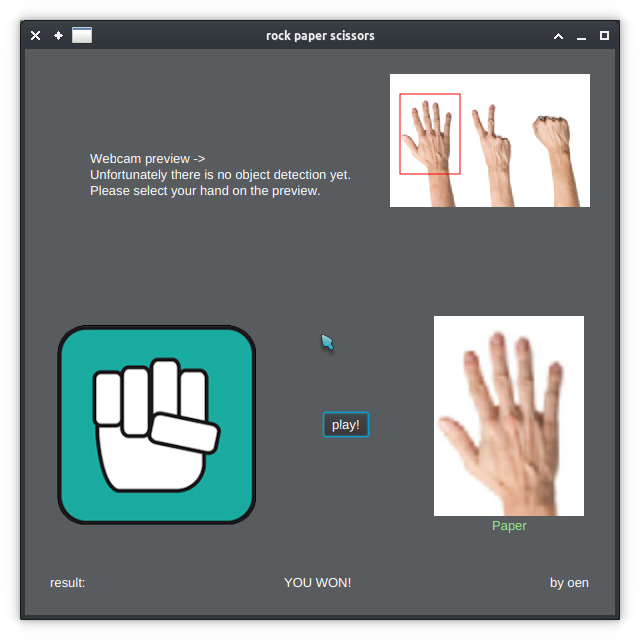 rock paper scissors
Webcam preview ->
Unfortunately there is no object detection yet.
Please select your hand on the preview.
play!
Paper
result:
YOU WON!
by oen